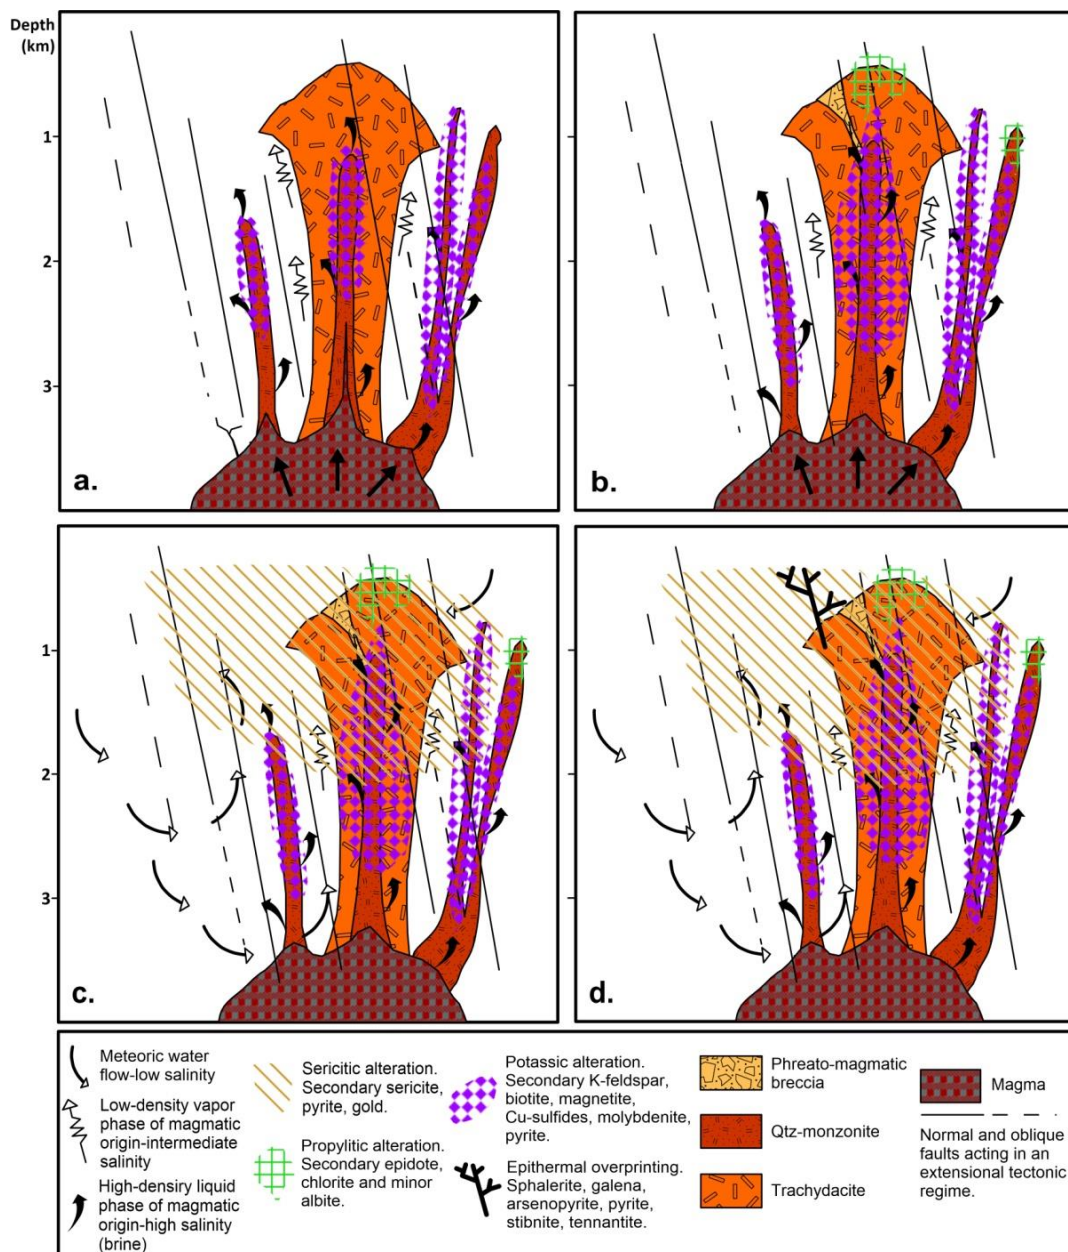 Depth
(km)
1
2
3
a.
b.
1
2
3
c.
d.
Meteoric water
flow-low salinity
Low-density vapor
phase of magmatic
origin-intermediate
salinity
High-densiry liquid
phase of magmatic
origin-high salinity
(brine)
Sericitic alteration.
Secondary sericite,
pyrite, gold.
Propylitic alteration.
Secondary epidote,
chlorite and minor
albite.
Potassic alteration.
Secondary K-feldspar,
biotite, magnetite,
Cu-sulfides, molybdenite,
pyrite.
Epithermal overprinting.
Sphalerite, galena,
arsenopyrite, pyrite,
stibnite, tennantite.
Phreato-magmatic
breccia
Qtz-monzonite
Trachydacite
Magma
Normal and oblique
faults acting in an
extensional tectonic
regime.